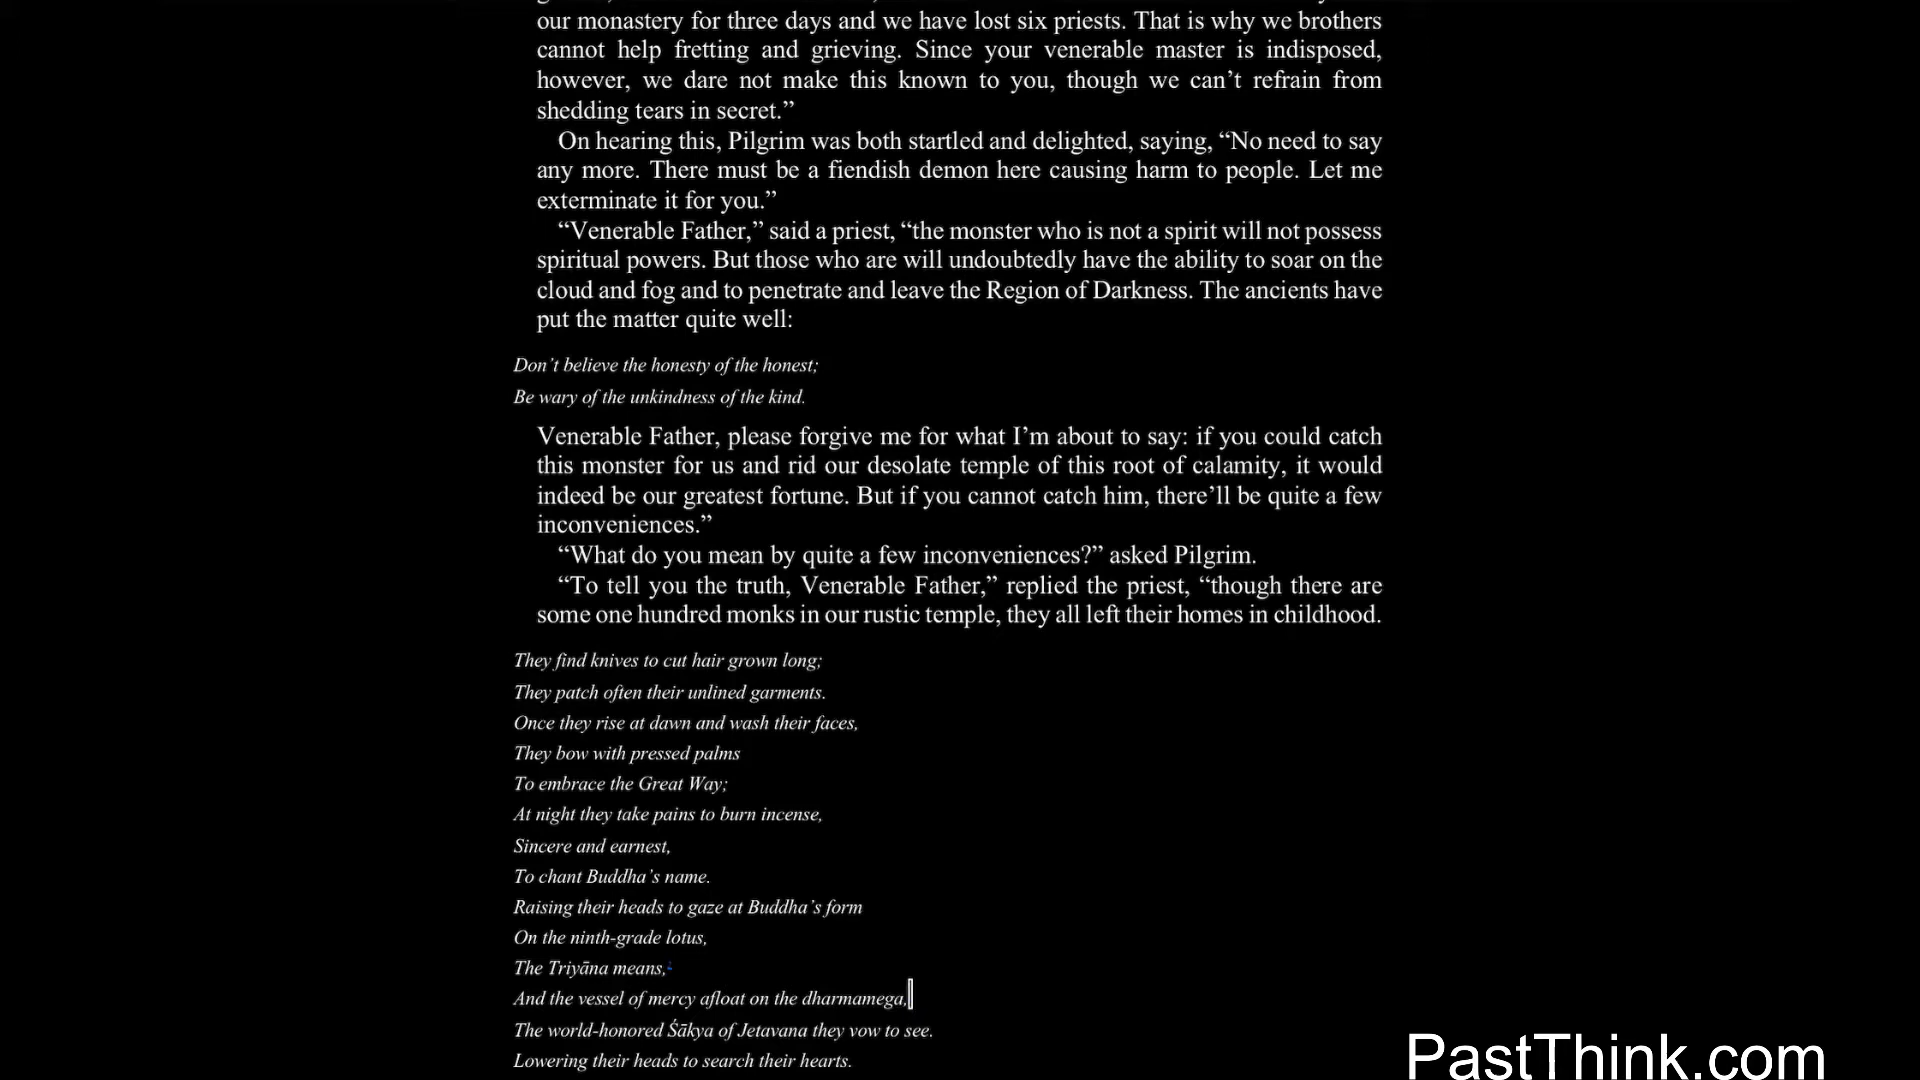 our monastery for three days and we have lost six priests. That is why we brothers
cannot help fretting and grieving. Since your venerable master is indisposed,
however, we dare not make this known to you, though we can’t refrain from
shedding tears in secret.”
On hearing this, Pilgrim was both startled and delighted, saying, “No need to say
any more. There must be a fiendish demon here causing harm to people. Let me
exterminate it for you.”
“Venerable Father,” said a priest, “the monster who is not a spirit will not possess
spiritual powers. But those who are will undoubtedly have the ability to soar on the
cloud and fog and to penetrate and leave the Region of Darkness. The ancients have
put the matter quite well:
Don’t believe the honesty of the honest;
Be wary of the unkindness of the kind.
Venerable Father, please forgive me for what I’m about to say: if you could catch
this monster for us and rid our desolate temple of this root of calamity, it would
indeed be our greatest fortune. But if you cannot catch him, there’ll be quite a few
inconveniences.”
“What do you mean by quite a few inconveniences?” asked Pilgrim.
“To tell you the truth, Venerable Father,” replied the priest, “though there are
some one hundred monks in our rustic temple, they all left their homes in childhood.
They find knives to cut hair grown long;
They patch often their unlined garments.
Once they rise at dawn and wash their faces,
They bow with pressed palms
To embrace the Great Way;
At night they take pains to burn incense,
Sincere and earnest,
To chant Buddha’s name.
Raising their heads to gaze at Buddha’s form
On the ninth-grade lotus,
The Triyāna means,
And the vessel of mercy afloat on the dharmamega,
The world-honored Śākya of Jetavana they vow to see.
Lowering their heads to search their hearts.
PastThink.com